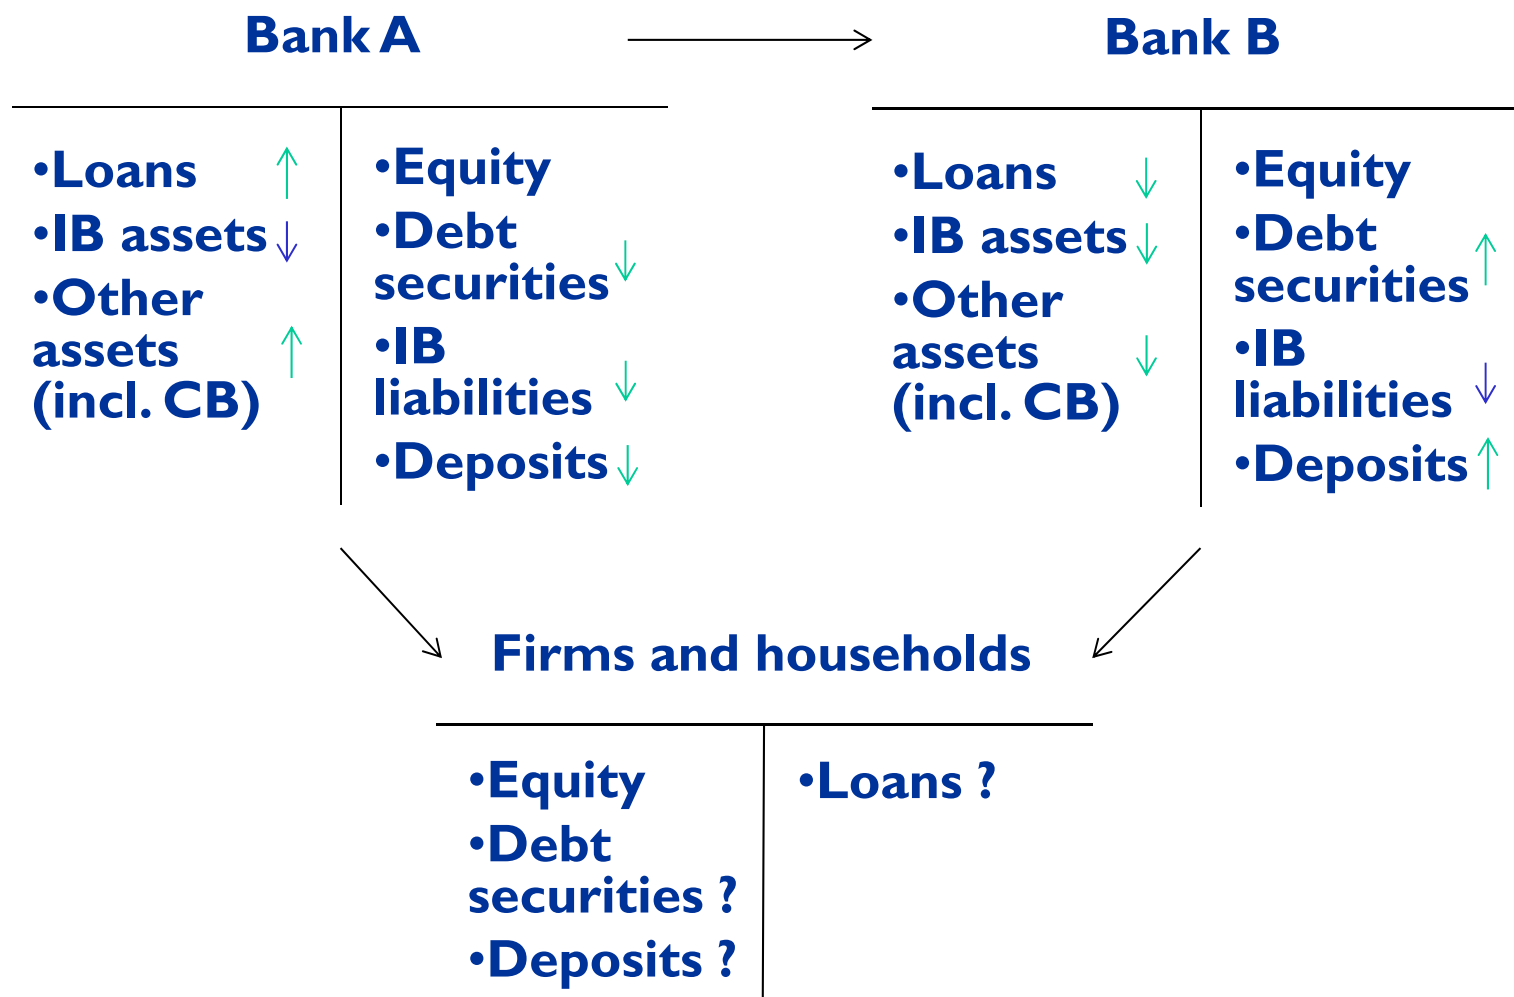 Bank A
Bank B
•Loans
•IB assets
•Other
assets
(incl. CB)
•Equity
•Debt
securities
•IB
liabilities
•Deposits
•Loans
•IB assets
•Other
assets
(incl. CB)
•Equity
•Debt
securities
•IB
liabilities
•Deposits
Firms and households
•Equity
•Debt
securities ?
•Deposits ?
•Loans ?